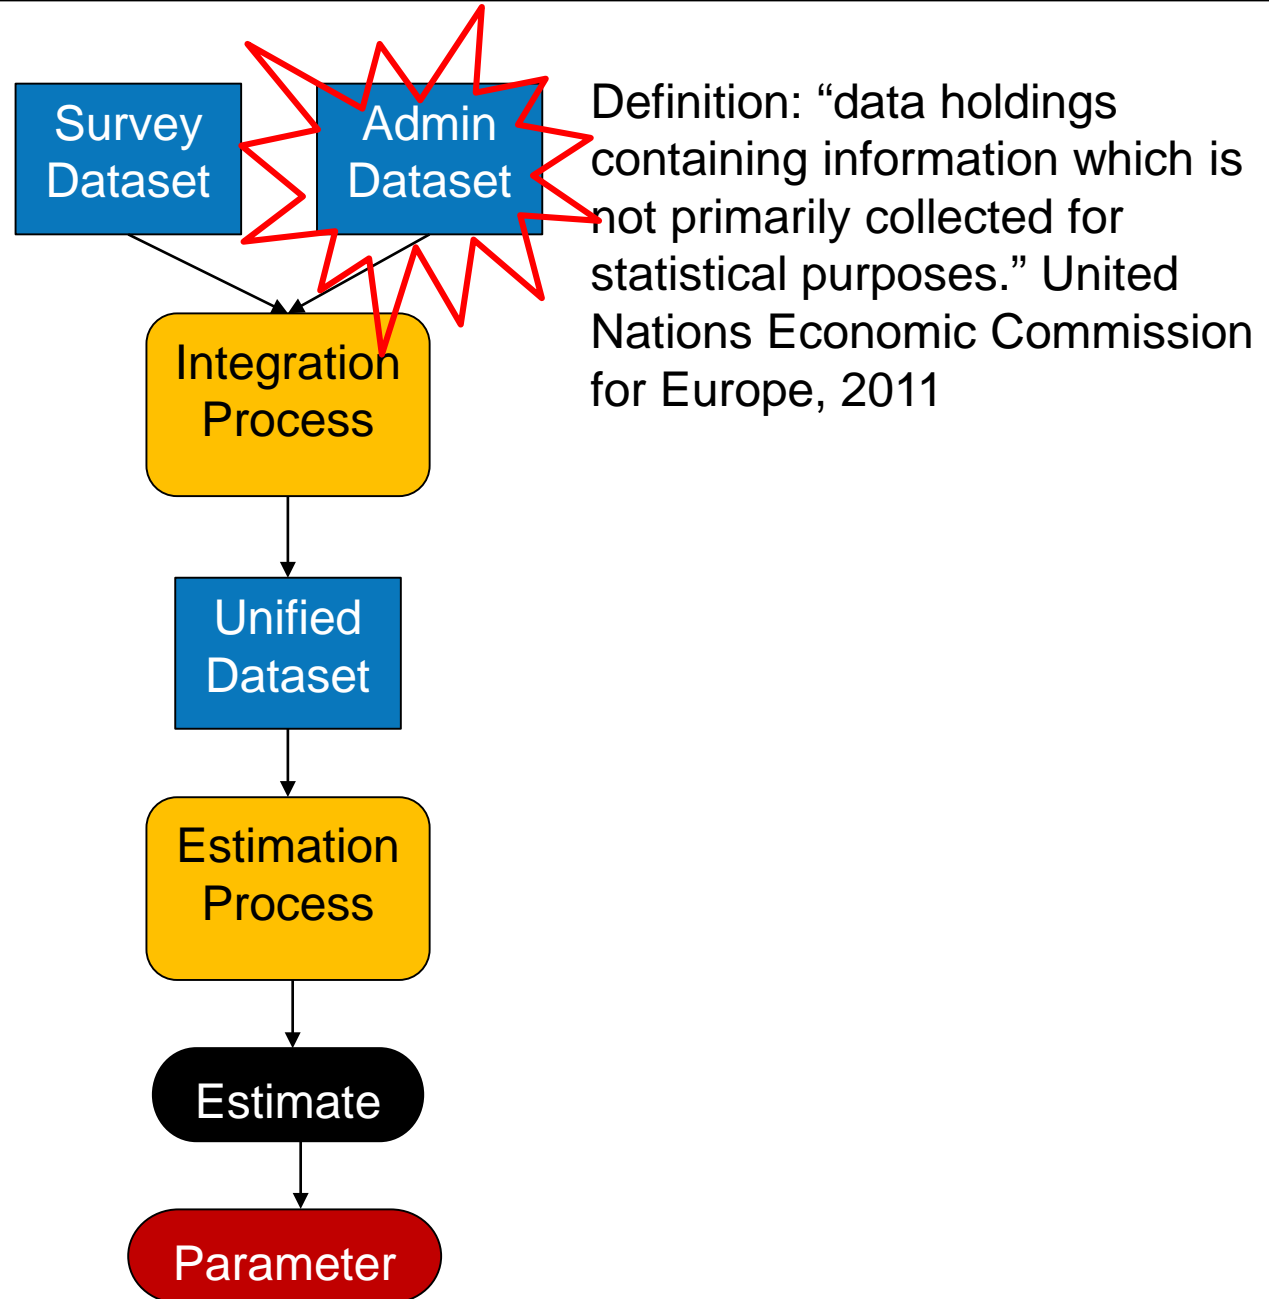 Survey
Dataset
Admin
Dataset
Definition: “data holdings
containing information which is
not primarily collected for
statistical purposes.” United
Nations Economic Commission
for Europe, 2011
Integration
Process
Unified
Dataset
Estimation
Process
Estimate
Parameter